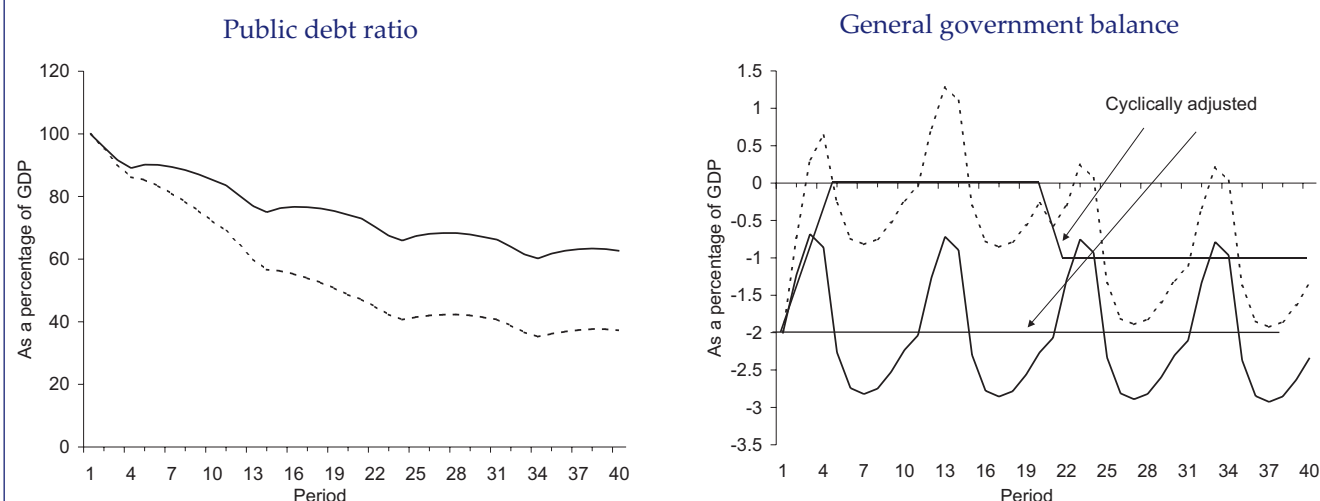 Public debt ratio
As a percentage of GDP
120
100
80
60
40
20
0
1 4 7 10 13 16 19 22 25 28 31 34 37 40
Period
General government balance
As a percentage of GDP
Cyclically adjusted
1.5
1
0.5
0
-0.5
-1
-1.5
-2
-2.5
-3
-3.5
1 4 7 10 13 16 19 22 25 28 31 34 37 40
Period